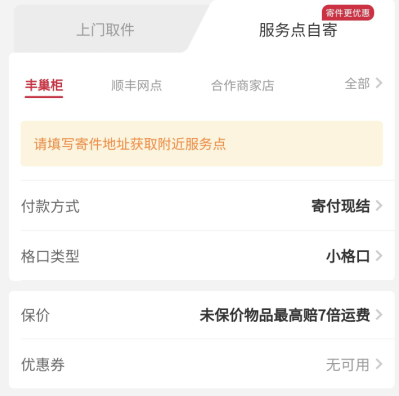 上门取件
服务点自寄
寄件更优惠
丰巢柜
顺丰网点
合作商家店
全部
请填写寄件地址获取附近服务点
付款方式
寄付现结
格口类型
小格口
保价
未保价物品最高赔7倍运费
优惠券
无可用